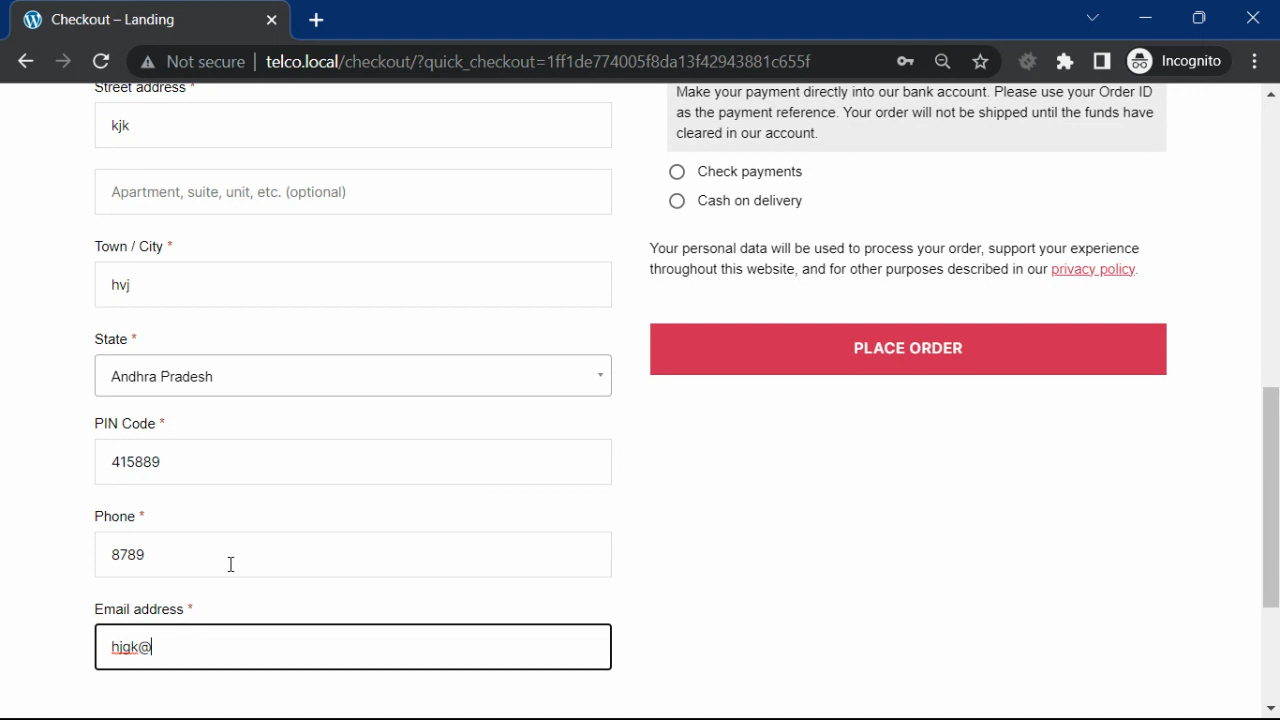 Checkout – Landing
Not secure telco.local/checkout/?quick_checkout=1ff1de774005f8da13f42943881c655f
Incognito
Street address *
kjk
Apartment, suite, unit, etc. (optional)
Town / City *
hvj
State *
Andhra Pradesh
PIN Code *
415889
Phone *
8789
Email address *
hjgk@
Make your payment directly into our bank account. Please use your Order ID
as the payment reference. Your order will not be shipped until the funds have
cleared in our account.
Check payments
Cash on delivery
Your personal data will be used to process your order, support your experience
throughout this website, and for other purposes described in our privacy policy.
PLACE ORDER